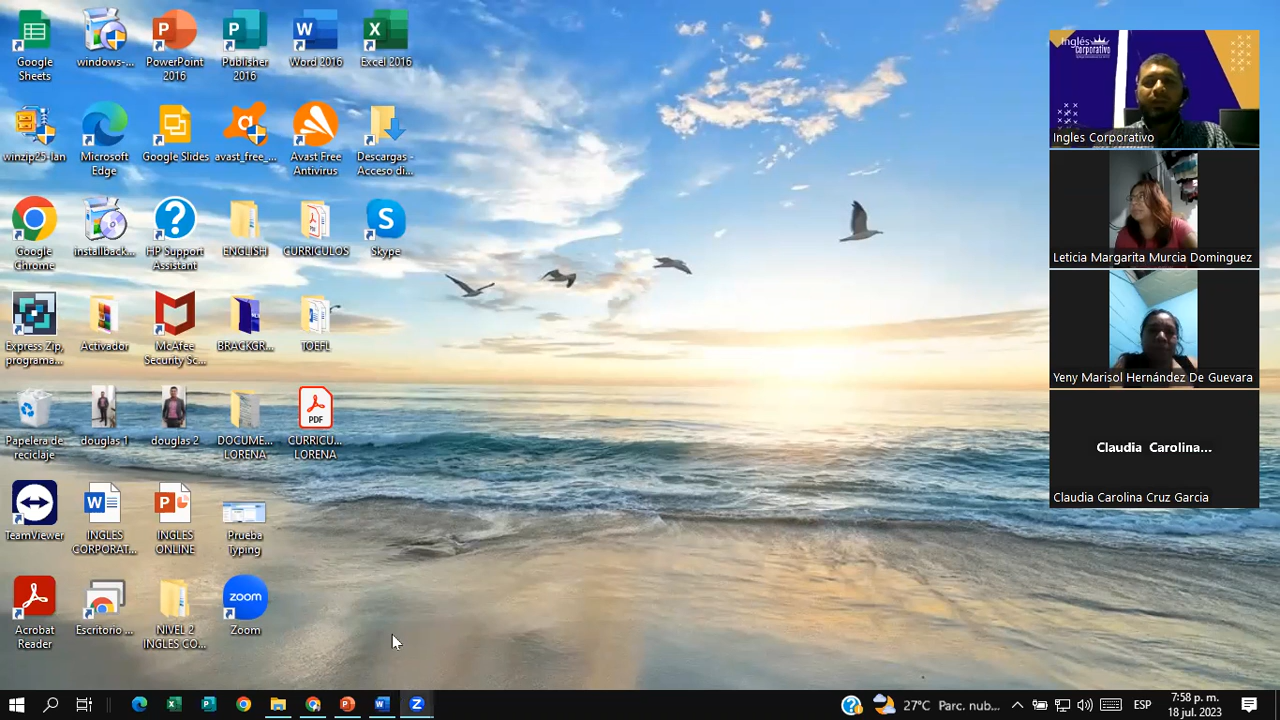 Google
Sheets
windows-...
PowerPoint
2016
Publisher
2016
Word 2016
Excel 2016
winzip25-lan
Microsoft
Edge
Google Slides
avast_free_...
Avast Free
Antivirus
Descargas -
Acceso di...
Google
Chrome
installback...
HP Support
Assistant
ENGLISH
CURRICULOS
Skype
Express Zip,
programa...
Activador
McAfee
Security Sc...
BRACKGR...
TOEFL
Papelera de
reciclaje
douglas 1
douglas 2
DOCUME...
LORENA
PDF
CURRICU...
LORENA
TeamViewer
INGLES
CORPORAT...
INGLES
ONLINE
Prueba
Typing
Acrobat
Reader
Escritorio ...
NIVEL 2
INGLES CO...
zoom
Zoom
Inglés
Corporativo
Ingles Corporativo
Leticia Margarita Murcia Dominguez
Yeny Marisol Hernández De Guevara
Claudia Carolina...
Claudia Carolina Cruz Garcia
27°C Parc. nub...
ESP
7:58 p. m.
18 jul. 2023